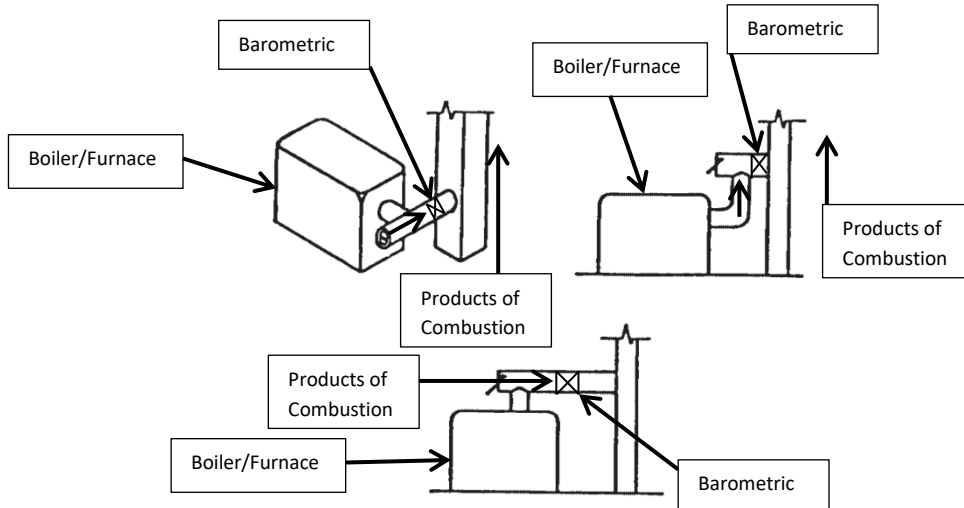 Barometric
Barometric
Boiler/Furnace
Boiler/Furnace
Products of
Combustion
Products of
Combustion
Products of
Combustion
Boiler/Furnace
Barometric